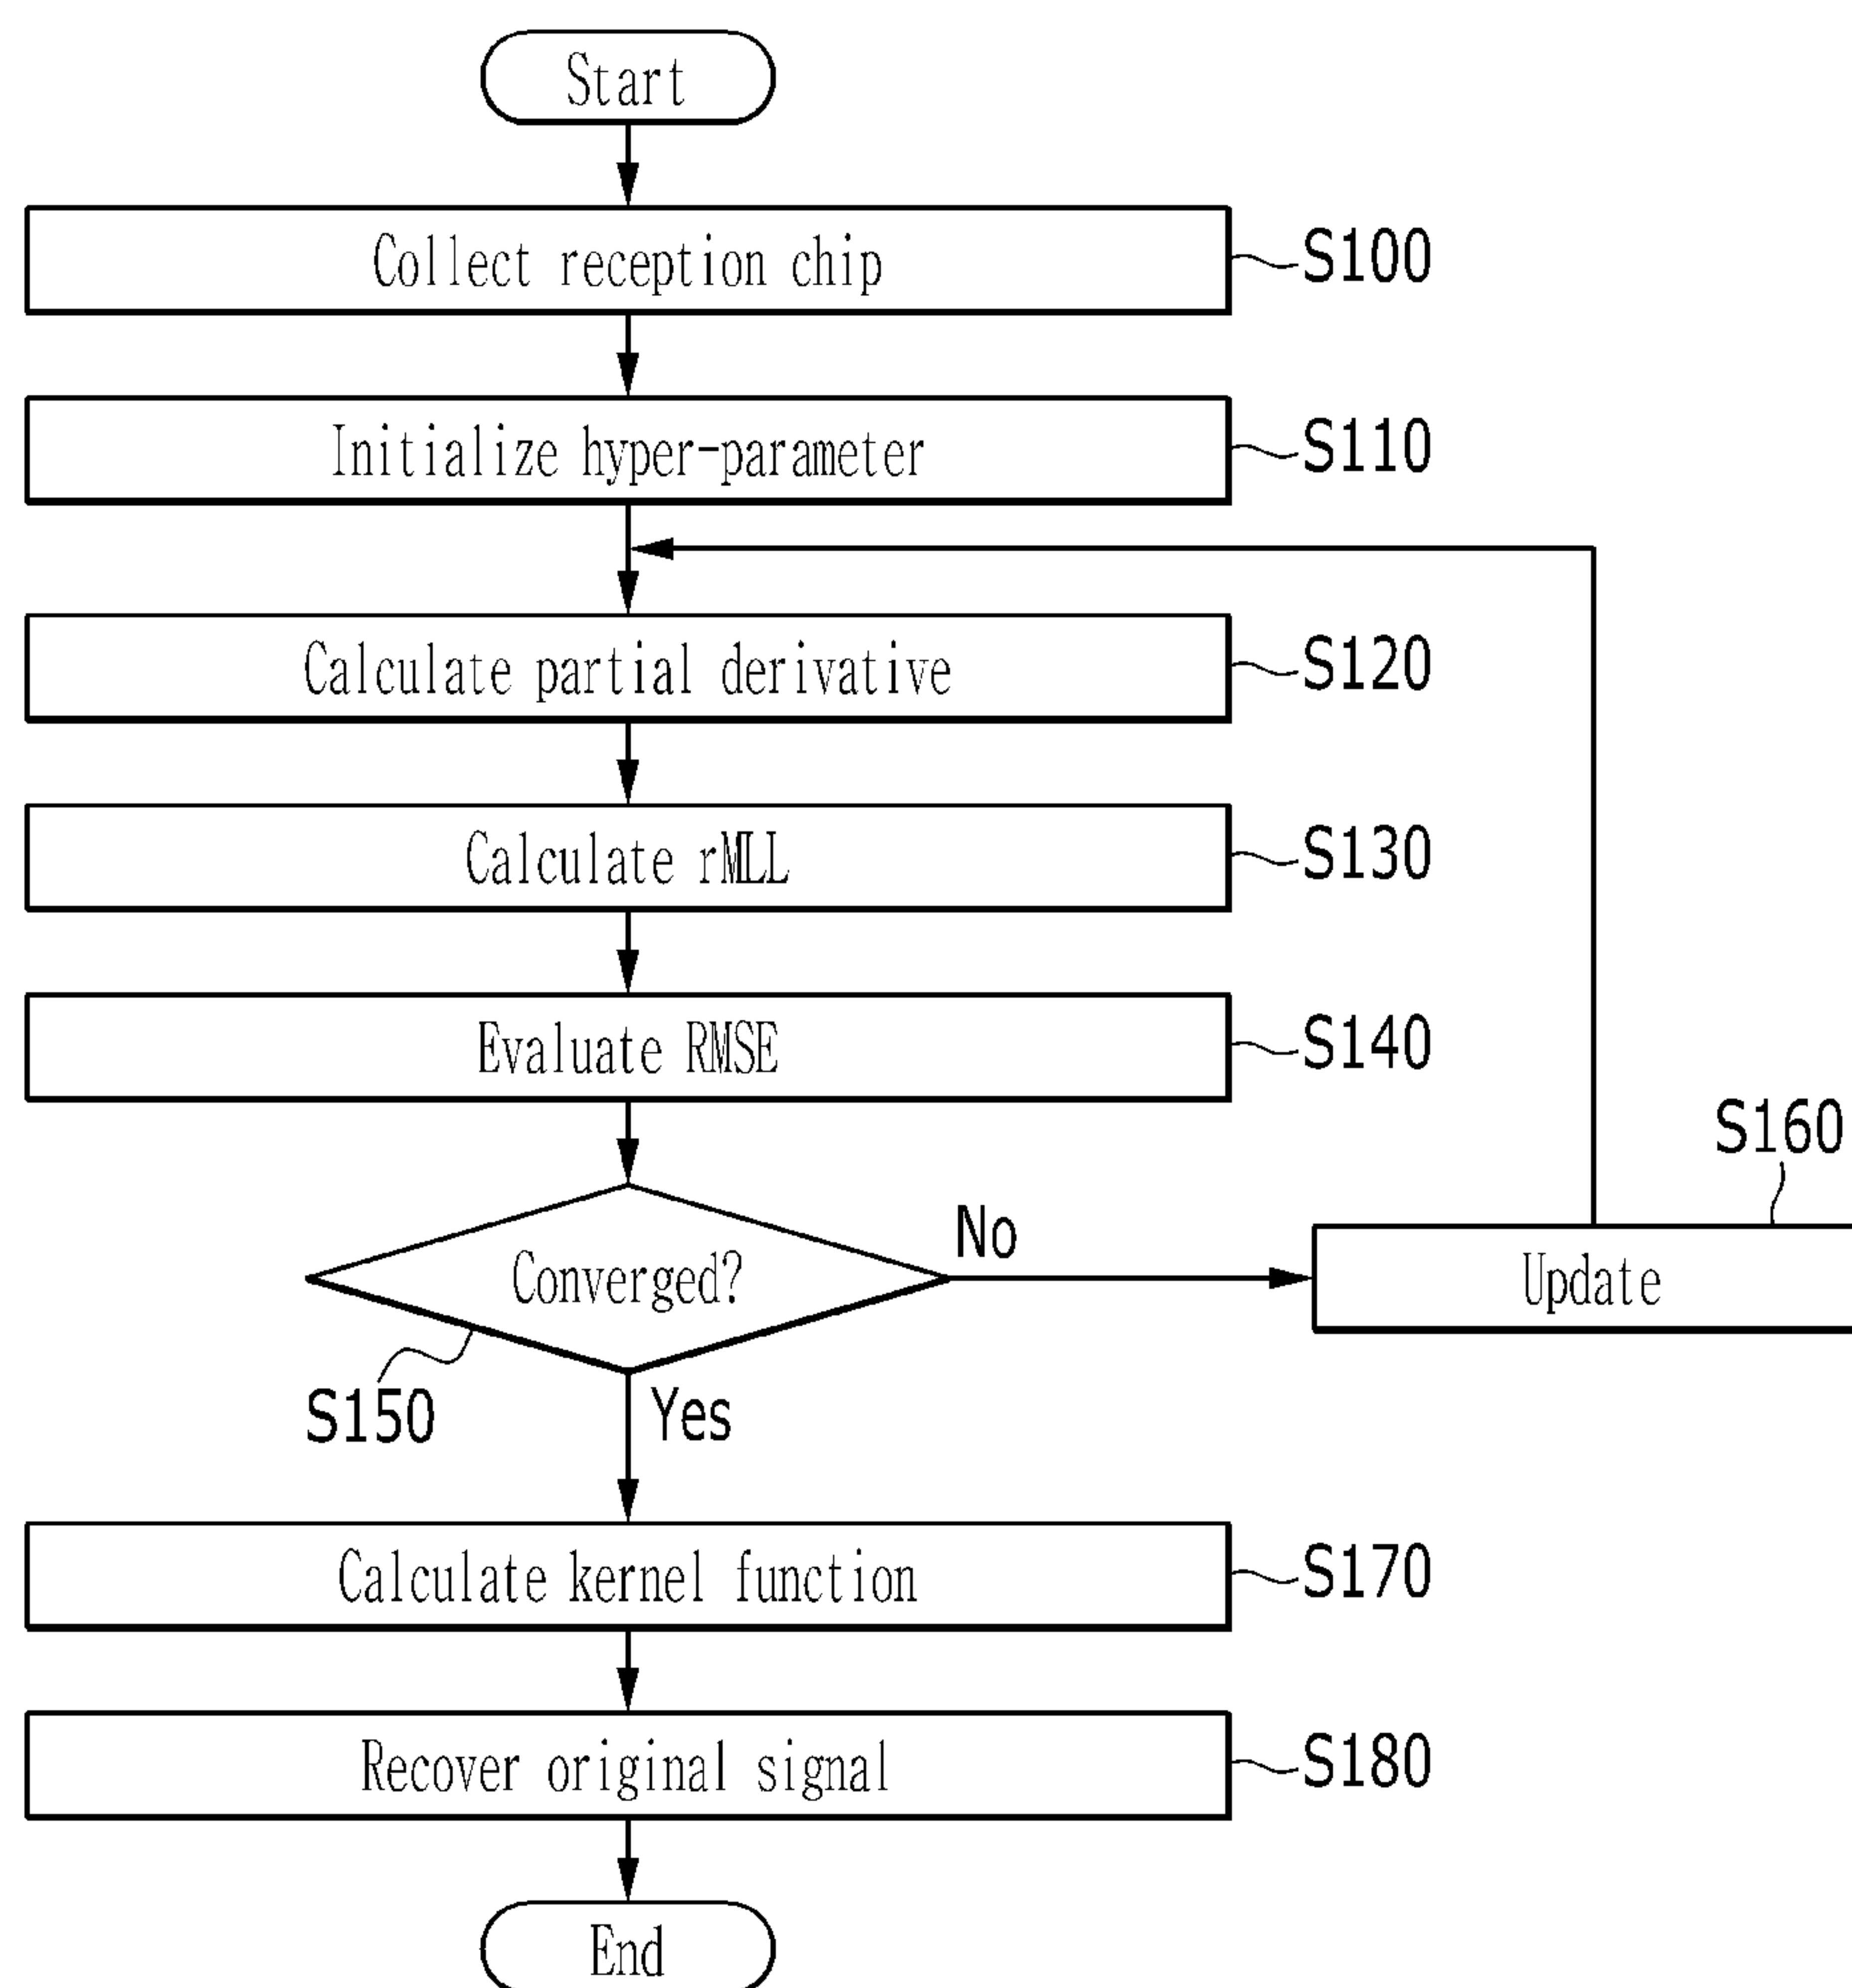 Start
Collect reception chip
S100
Initialize hyper-parameter
S110
Calculate partial derivative
S120
Calculate rMLL
S130
Evaluate RMSE
S140
S160
No
Converged?
Update
S150
Yes
Calculate kernel function
S170
Recover original signal
S180
End